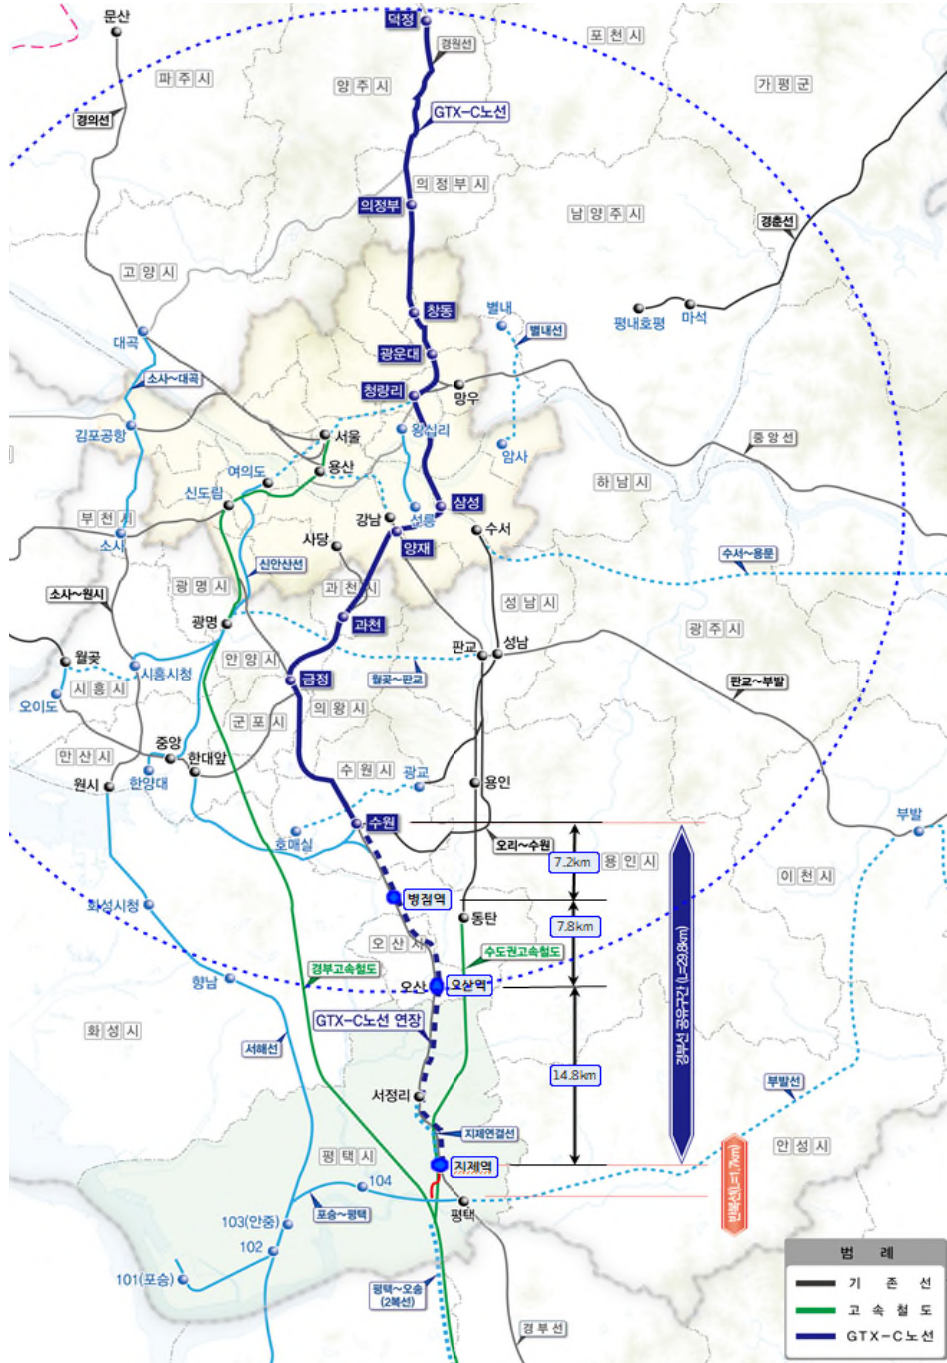 덕정
포천시
문산
경원선
파주시
양주시
가평군
GTX-C노선
경의선
의정부시
의정부
남양주시
경춘선
고양시
별내
창동
평내호평
마석
대곡
별내선
광운대
소사~대곡
청량리
망우
김포공항
서울
왕십리
중앙선
암사
여의도
용산
하남시
신도림
삼성
부천시
강남
선릉
수서
소사
사당
양재
수서~용문
신안산선
광명시
과천시
소사~원시
성남시
광명
과천
광주시
월곶
안양시
판교
성남
시흥시청
금정
월곶~판교
판교~부발
시흥시
오이도
의왕시
군포시
안산시
중앙
한대앞
수원시
광교
원시
한양대
용인
부발
수원
호매실
오리~수원
7.2km
용인시
이천시
병점역
화성시청
동탄
7.8km
오산시
수도권고속철도
경부고속철도
향남
오산
오산역
경부선 공유구간 (L=29.8km)
GTX-C노선 연장
화성시
서해선
14.8km
부발선
서정리
지제연결선
안성시
평택시
지제역
104
반복선(L=1.7km)
평택
포승~평택
103(안중)
102
범례
101(포승)
기존선
평택~오송
(2복선)
고속철도
경부선
GTX-C노선